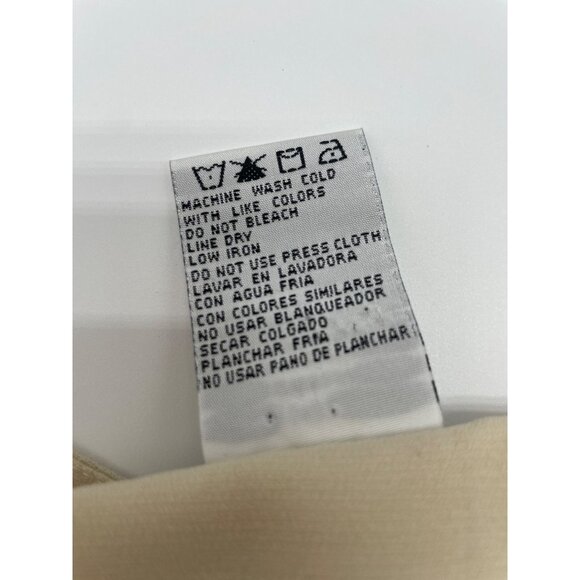 MACHINE WASH COLD
WITH LIKE COLORS
DO NOT BLEACH
LINE DRY
LOW IRON
DO NOT USE PRESS CLOTH
LAVAR EN LAVADORA
CON AGUA FRIA
CON COLORES SIMILARES
NO USAR BLANQUEADOR
SECAR COLGADO
PLANCHAR FRIA
NO USAR PANO DE PLANCHAR